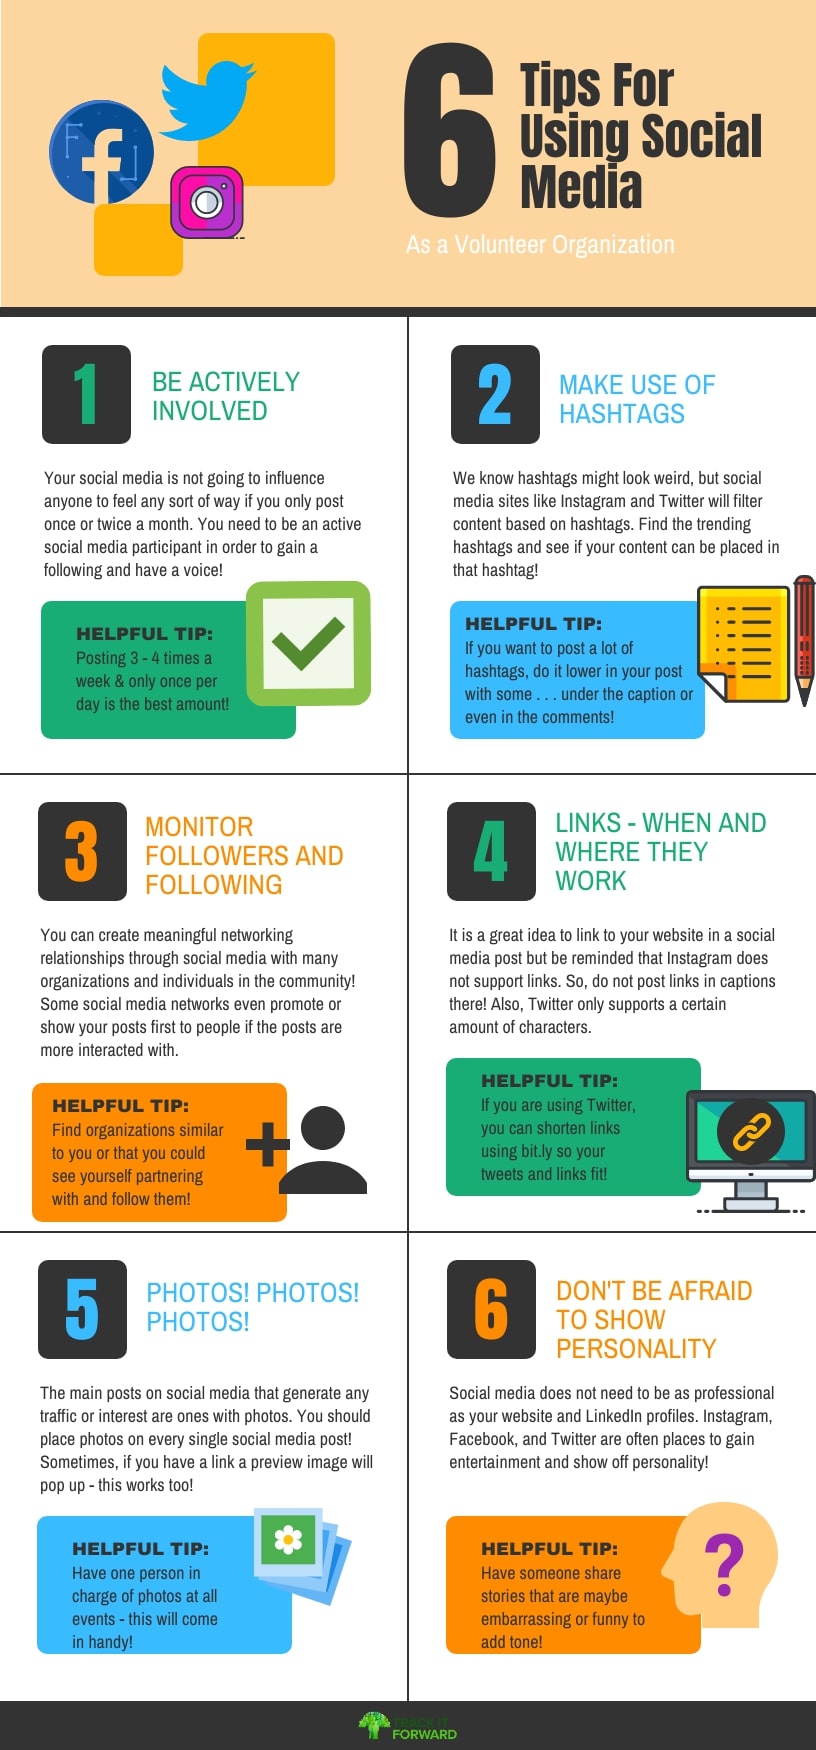 6
Tips For
Using Social
Media
As a Volunteer Organization
1
BE ACTIVELY
INVOLVED
Your social media is not going to influence
anyone to feel any sort of way if you only post
once or twice a month. You need to be an active
social media participant in order to gain a
following and have a voice!
HELPFUL TIP:
Posting 3 - 4 times a
week & only once per
day is the best amount!
2
MAKE USE OF
HASHTAGS
We know hashtags might look weird, but social
media sites like Instagram and Twitter will filter
content based on hashtags. Find the trending
hashtags and see if your content can be placed in
that hashtag!
HELPFUL TIP:
If you want to post a lot of
hashtags, do it lower in your post
with some . . . under the caption or
even in the comments!
3
MONITOR
FOLLOWERS AND
FOLLOWING
You can create meaningful networking
relationships through social media with many
organizations and individuals in the community!
Some social media networks even promote or
show your posts first to people if the posts are
more interacted with.
HELPFUL TIP:
Find organizations similar
to you or that you could
see yourself partnering
with and follow them!
4
LINKS - WHEN AND
WHERE THEY
WORK
It is a great idea to link to your website in a social
media post but be reminded that Instagram does
not support links. So, do not post links in captions
there! Also, Twitter only supports a certain
amount of characters.
HELPFUL TIP:
If you are using Twitter,
you can shorten links
using bit.ly so your
tweets and links fit!
5
PHOTOS! PHOTOS!
PHOTOS!
The main posts on social media that generate any
traffic or interest are ones with photos. You should
place photos on every single social media post!
Sometimes, if you have a link a preview image will
pop up - this works too!
HELPFUL TIP:
Have one person in
charge of photos at all
events - this will come
in handy!
6
DON'T BE AFRAID
TO SHOW
PERSONALITY
Social media does not need to be as professional
as your website and LinkedIn profiles. Instagram,
Facebook, and Twitter are often places to gain
entertainment and show off personality!
HELPFUL TIP:
Have someone share
stories that are maybe
embarrassing or funny to
add tone!
?
TRACK IT
FORWARD